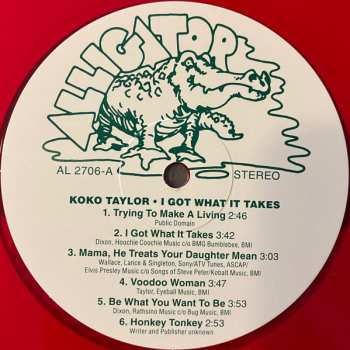 ALLIGATOR
AL 2706-A
STEREO
KOKO TAYLOR • I GOT WHAT IT TAKES
1. Trying To Make A Living 2:46
Public Domain
2. I Got What It Takes 3:42
Dixon, Hoochie Coochie Music c/o BMG Bumblebee, BMI
3. Mama, He Treats Your Daughter Mean 3:03
Wallace, Lance & Singleton, Sony/ATV Tunes, ASCAP/
Elvis Presley Music c/o Songs of Steve Peter/Kobalt Music, BMI
4. Voodoo Woman 3:47
Taylor, Eyeball Music, BMI
5. Be What You Want To Be 3:53
Dixon, Rathsino Music c/o Bug Music, BMI
6. Honkey Tonkey 2:53
Writer and Publisher unknown